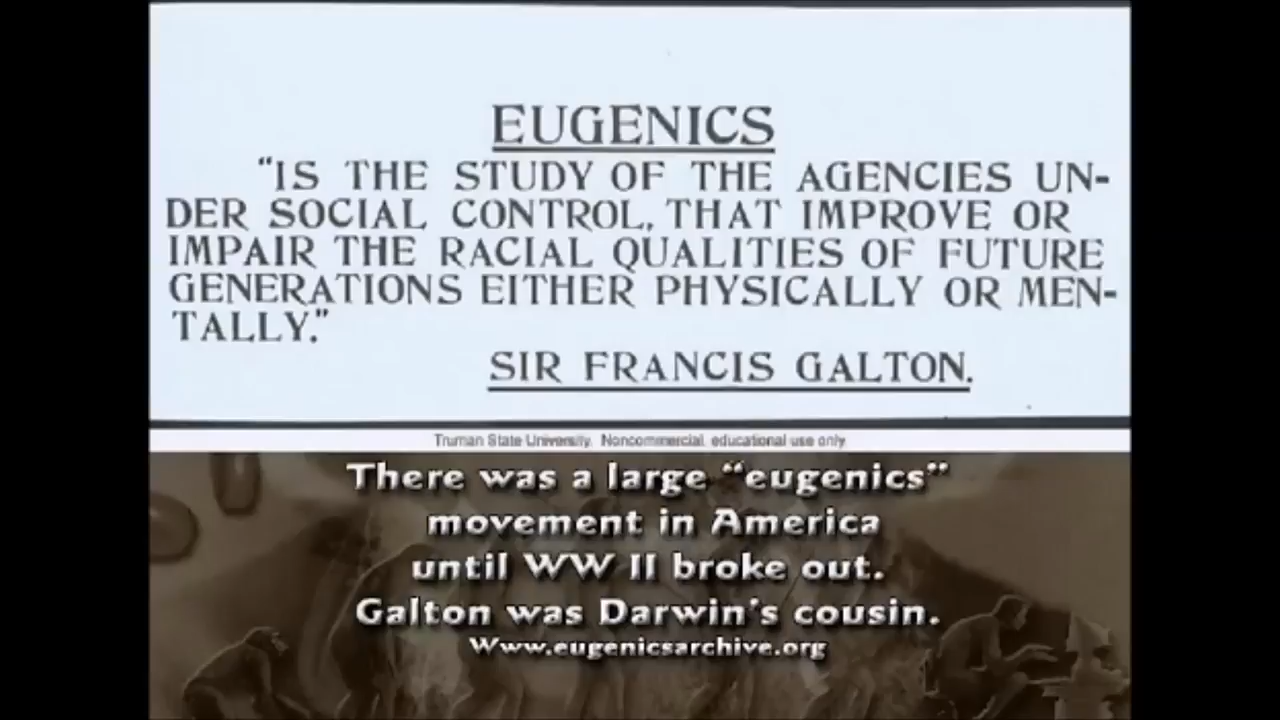 EUGENICS
"IS THE STUDY OF THE AGENCIES UN-
DER SOCIAL CONTROL, THAT IMPROVE OR
IMPAIR THE RACIAL QUALITIES OF FUTURE
GENERATIONS EITHER PHYSICALLY OR MEN-
TALLY."
SIR FRANCIS GALTON.
Truman State University. Noncommercial, educational use only.
There was a large "eugenics"
movement in America
until WW II broke out.
Galton was Darwin's cousin.
Www.eugenicsarchive.org